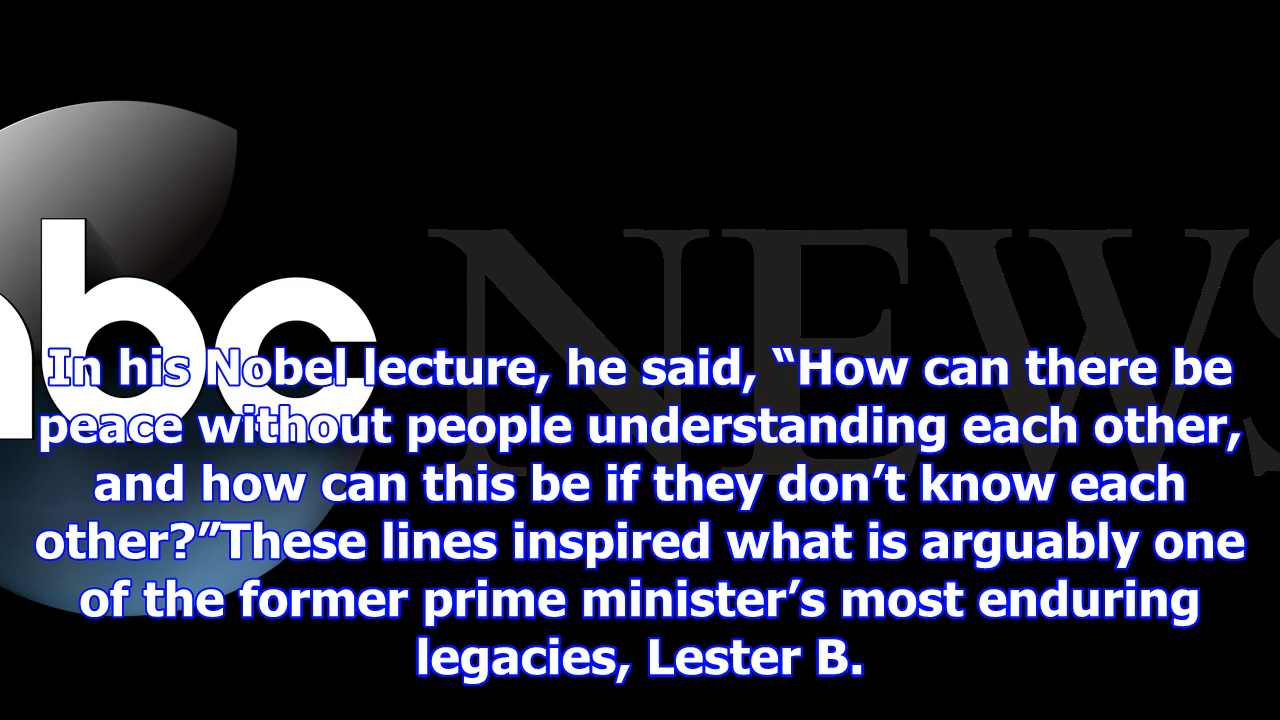 abc NEWS
In his Nobel lecture, he said, “How can there be
peace without people understanding each other,
and how can this be if they don’t know each
other?”These lines inspired what is arguably one
of the former prime minister’s most enduring
legacies, Lester B.